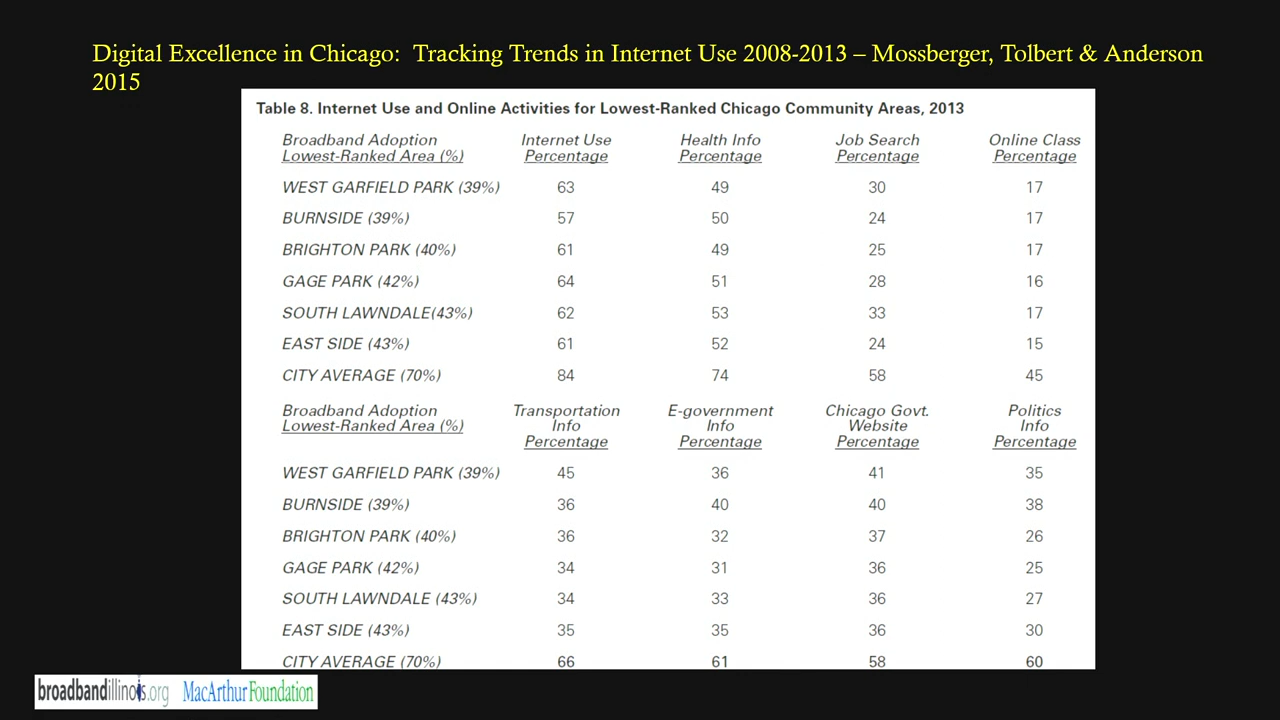 Digital Excellence in Chicago:  Tracking Trends in Internet Use 2008-2013 – Mossberger, Tolbert & Anderson
2015
Table 8. Internet Use and Online Activities for Lowest-Ranked Chicago Community Areas, 2013
Broadband Adoption Internet Use Health Info Job Search Online Class
Lowest-Ranked Area (%) Percentage Percentage Percentage Percentage
WEST GARFIELD PARK (39%) 63 49 30 17
BURNSIDE (39%) 57 50 24 17
BRIGHTON PARK (40%) 61 49 25 17
GAGE PARK (42%) 64 51 28 16
SOUTH LAWNDALE(43%) 62 53 33 17
EAST SIDE (43%) 61 52 24 15
CITY AVERAGE (70%) 84 74 58 45
Broadband Adoption Transportation E-government Chicago Govt. Politics
Lowest-Ranked Area (%) Info Info Website Info
Percentage Percentage Percentage Percentage
WEST GARFIELD PARK (39%) 45 36 41 35
BURNSIDE (39%) 36 40 40 38
BRIGHTON PARK (40%) 36 32 37 26
GAGE PARK (42%) 34 31 36 25
SOUTH LAWNDALE (43%) 34 33 36 27
EAST SIDE (43%) 35 35 36 30
CITY AVERAGE (70%) 66 61 58 60
broadbandillinois.org MacArthur Foundation